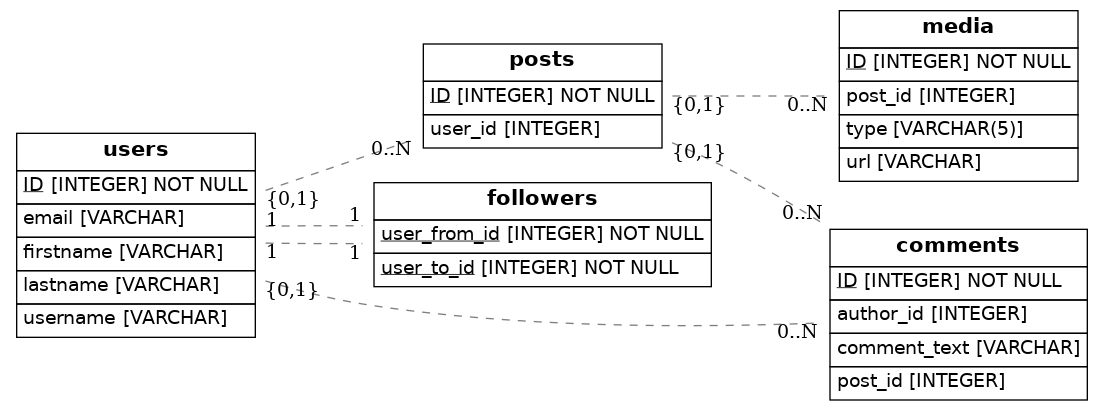 users
ID [INTEGER] NOT NULL
email [VARCHAR]
firstname [VARCHAR]
lastname [VARCHAR]
username [VARCHAR]
{0,1}
1
1
{0,1}
0..N
1
1
0..N
posts
ID [INTEGER] NOT NULL
user_id [INTEGER]
{0,1}
{0,1}
0..N
0..N
followers
user_from_id [INTEGER] NOT NULL
user_to_id [INTEGER] NOT NULL
media
ID [INTEGER] NOT NULL
post_id [INTEGER]
type [VARCHAR(5)]
url [VARCHAR]
comments
ID [INTEGER] NOT NULL
author_id [INTEGER]
comment_text [VARCHAR]
post_id [INTEGER]